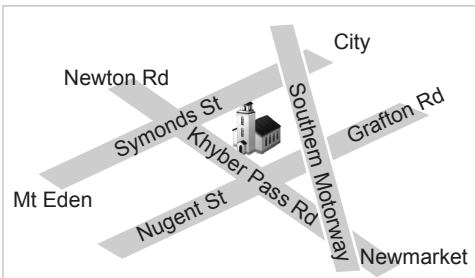 City
Newton Rd
Symonds St
Southern Motorway
Grafton Rd
Khyber Pass Rd
Mt Eden
Nugent St
Newmarket